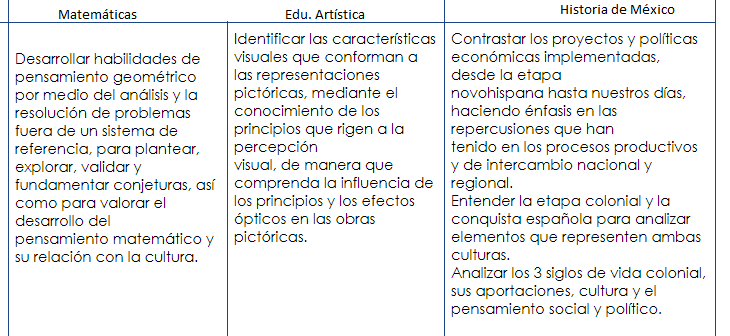 Matemáticas
Edu. Artística
Historia de México
Desarrollar habilidades de
pensamiento geométrico
por medio del análisis y la
resolución de problemas
fuera de un sistema de
referencia, para plantear,
explorar, validar y
fundamentar conjeturas, así
como para valorar el
desarrollo del
pensamiento matemático y
su relación con la cultura.
Identificar las características
visuales que conforman a
las representaciones
pictóricas, mediante el
conocimiento de los
principios que rigen a la
percepción
visual, de manera que
comprenda la influencia de
los principios y los efectos
ópticos en las obras
pictóricas.
Contrastar los proyectos y políticas
económicas implementadas,
desde la etapa
novohispana hasta nuestros días,
haciendo énfasis en las
repercusiones que han
tenido en los procesos productivos
y de intercambio nacional y
regional.
Entender la etapa colonial y la
conquista española para analizar
elementos que representen ambas
culturas.
Analizar los 3 siglos de vida colonial,
sus aportaciones, cultura y el
pensamiento social y político.